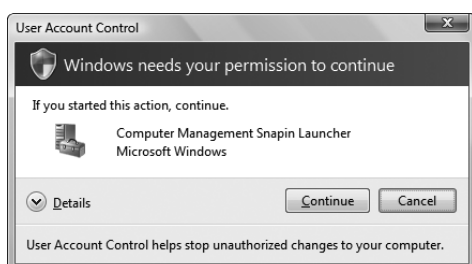 User Account Control
Windows needs your permission to continue
If you started this action, continue.
Computer Management Snapin Launcher
Microsoft Windows
Details
Continue
Cancel
User Account Control helps stop unauthorized changes to your computer.